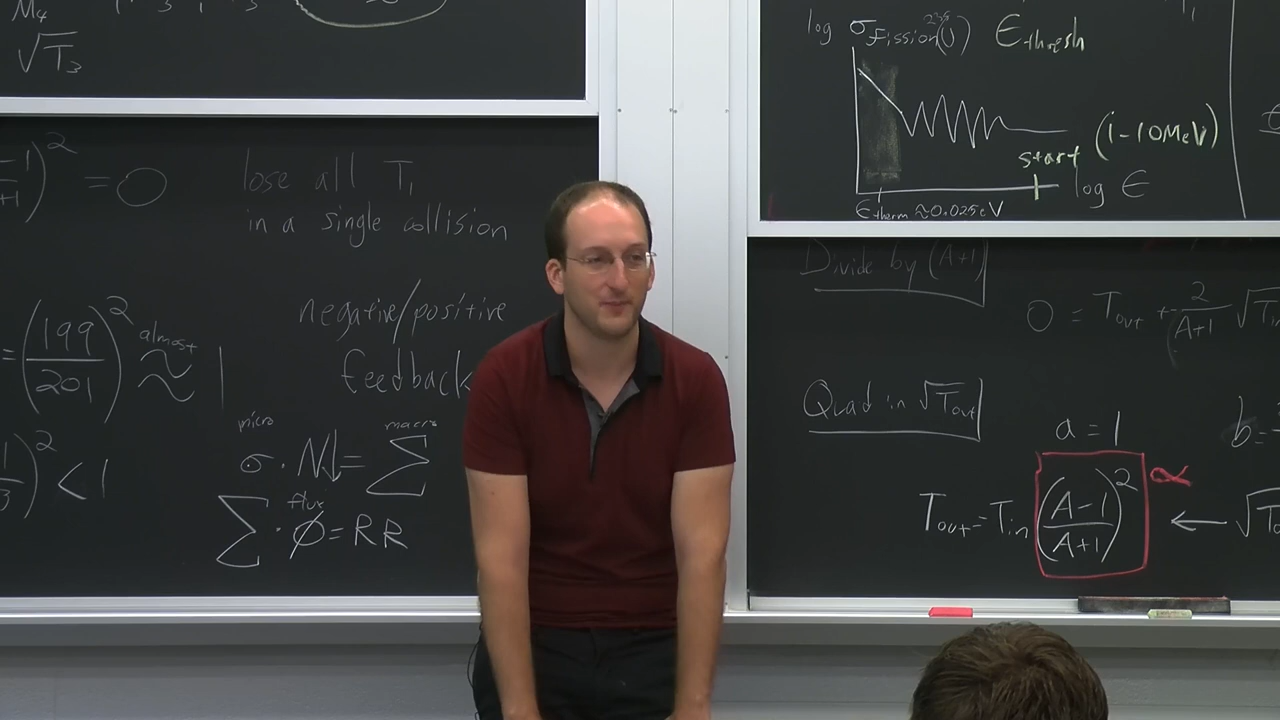 M₄
√T₃
)² = 0
lose all T₁
in a single collision
= (199/201)² almost ≈ 1
negative/positive
feedback
micro
macro
σ · N↓ = Σ
)² < 1
flux
Σ · ϕ = RR
log σfission(²³⁵U) Ethresh
(1-10MeV)
start
log E
Etherm ≈ 0.025eV
Divide by (A+1)
0 = Tout + 2/(A+1) √Tin
Quad in √Tout
a = 1
b =
Tout = Tin ((A-1)/(A+1))² α ← √T